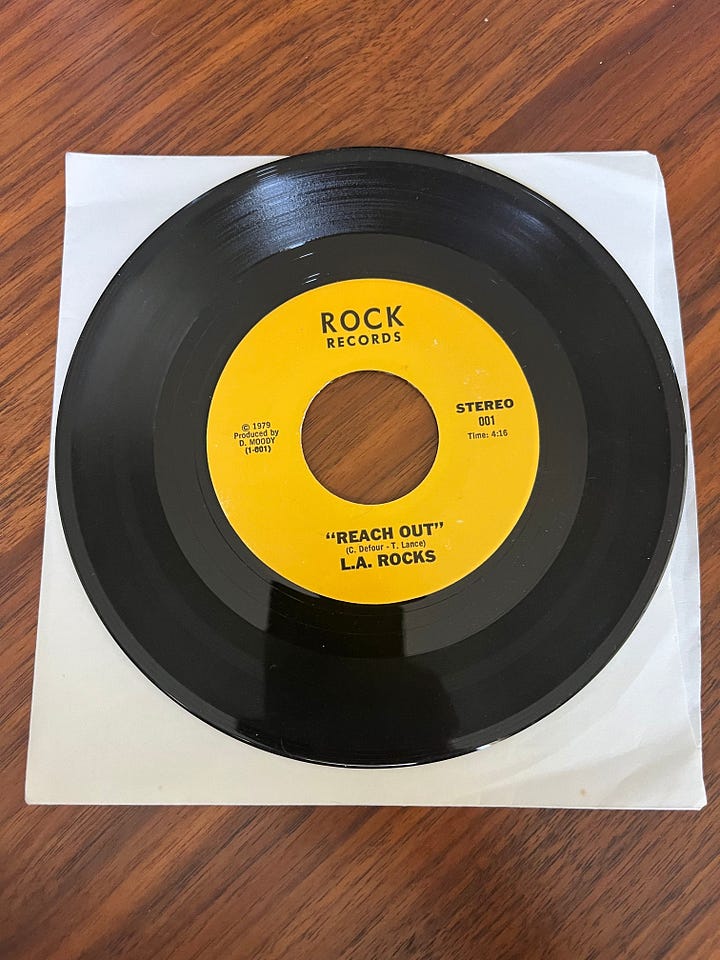 ROCK
RECORDS
© 1979
Produced by
D. MOODY
(1-001)
STEREO
001
Time: 4:16
“REACH OUT”
(C. Defour - T. Lance)
L.A. ROCKS